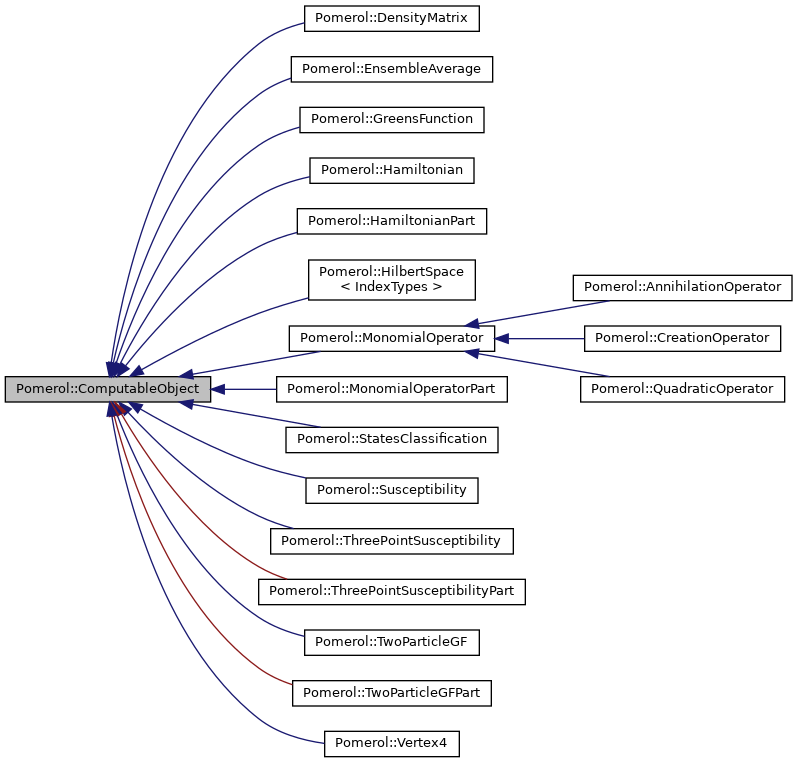 Pomerol::DensityMatrix
Pomerol::EnsembleAverage
Pomerol::GreensFunction
Pomerol::Hamiltonian
Pomerol::HamiltonianPart
Pomerol::HilbertSpace
< IndexTypes >
Pomerol::AnnihilationOperator
Pomerol::MonomialOperator
Pomerol::CreationOperator
Pomerol::ComputableObject
Pomerol::MonomialOperatorPart
Pomerol::QuadraticOperator
Pomerol::StatesClassification
Pomerol::Susceptibility
Pomerol::ThreePointSusceptibility
Pomerol::ThreePointSusceptibilityPart
Pomerol::TwoParticleGF
Pomerol::TwoParticleGFPart
Pomerol::Vertex4